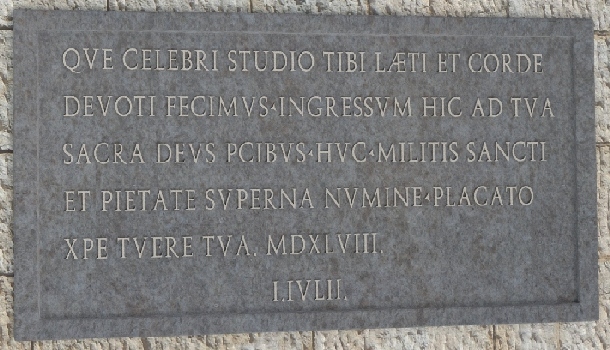 QVE CELEBRI STUDIO TIBI LÆTI ET CORDE
DEVOTI FECIMVS·INGRESSVM HIC AD TVA
SACRA DEVS PCIBVS·HVC·MILITIS SANCTI
ET PIETATE SVPERNA NVMINE·PLACATO
XPE TVERE TVA. MDXLVIII.
I.IVLII.